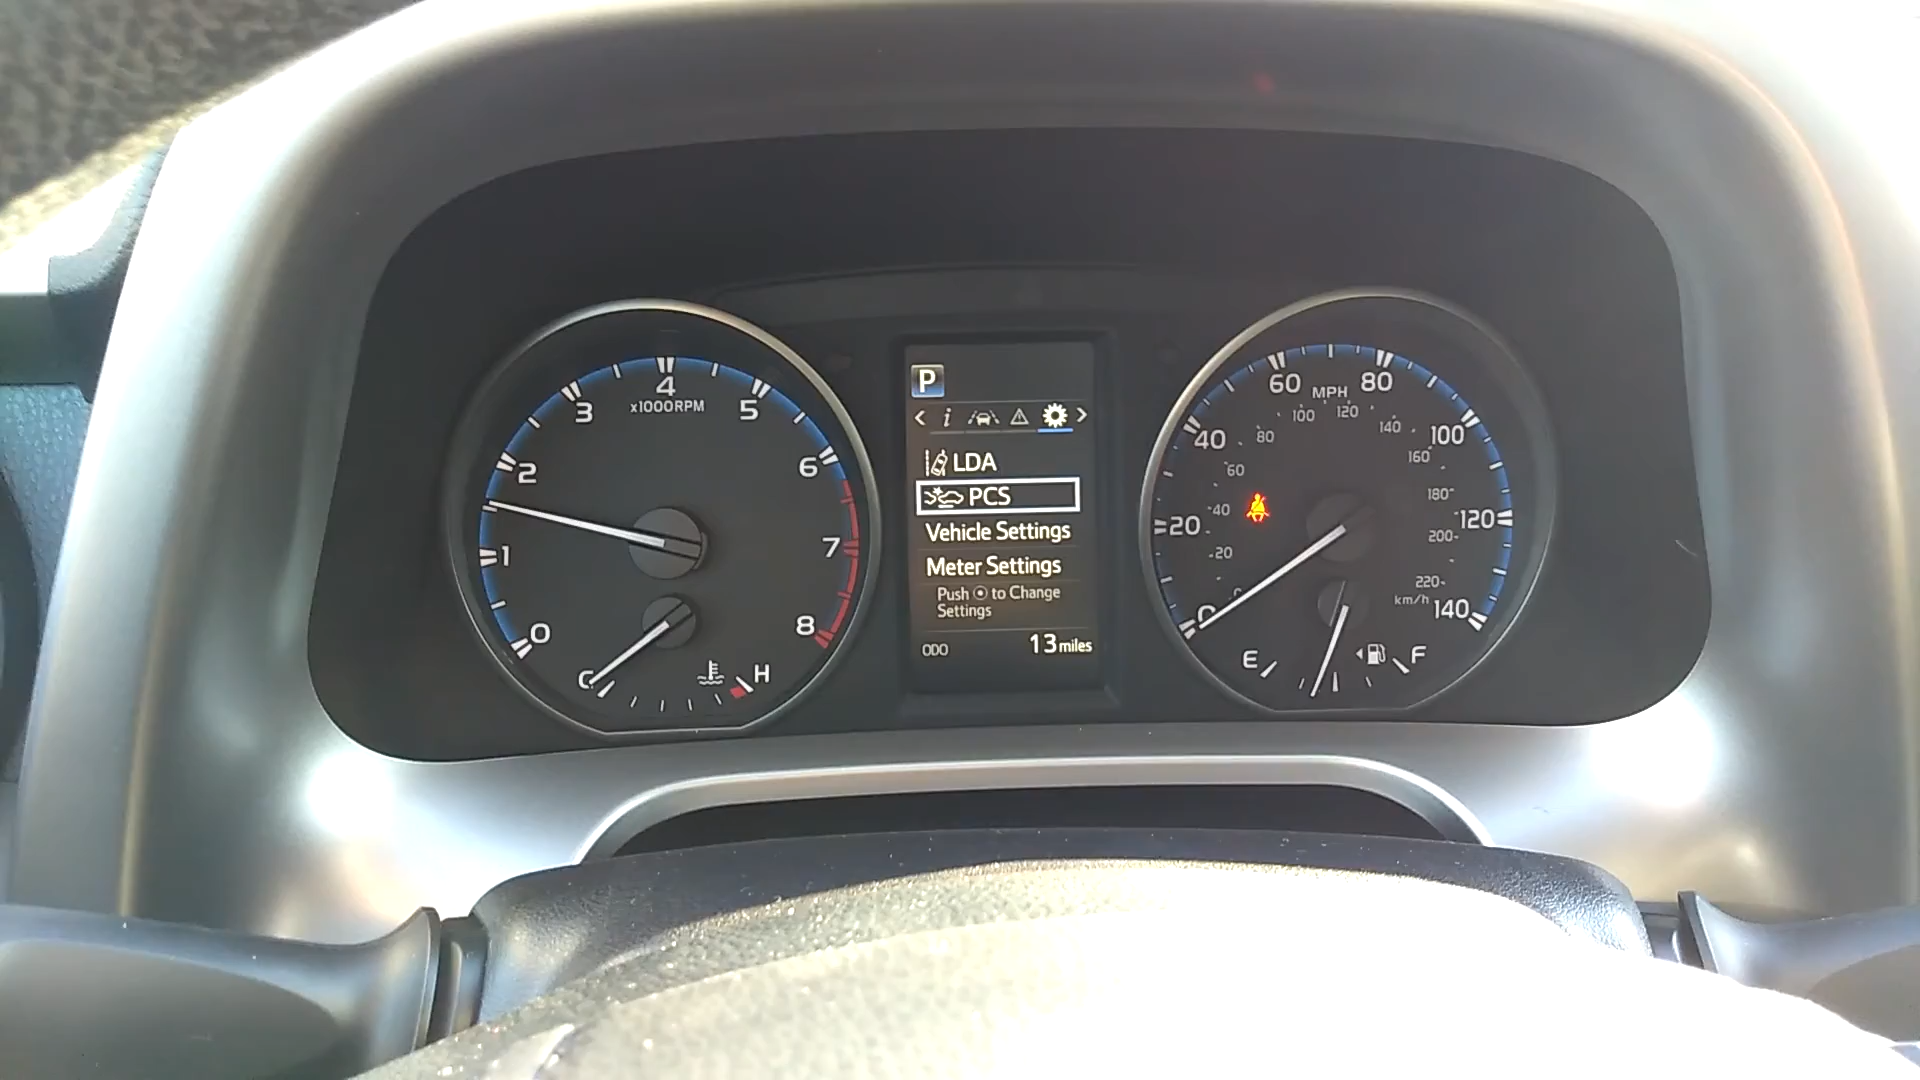 0
1
2
3
4
5
6
7
8
x1000RPM
C
H
P
i
LDA
PCS
Vehicle Settings
Meter Settings
Push to Change
Settings
ODO 13 miles
20
40
60
80
100
120
140
MPH
0
20
40
60
80
100
120
140
160
180
200
220
km/h
E
F